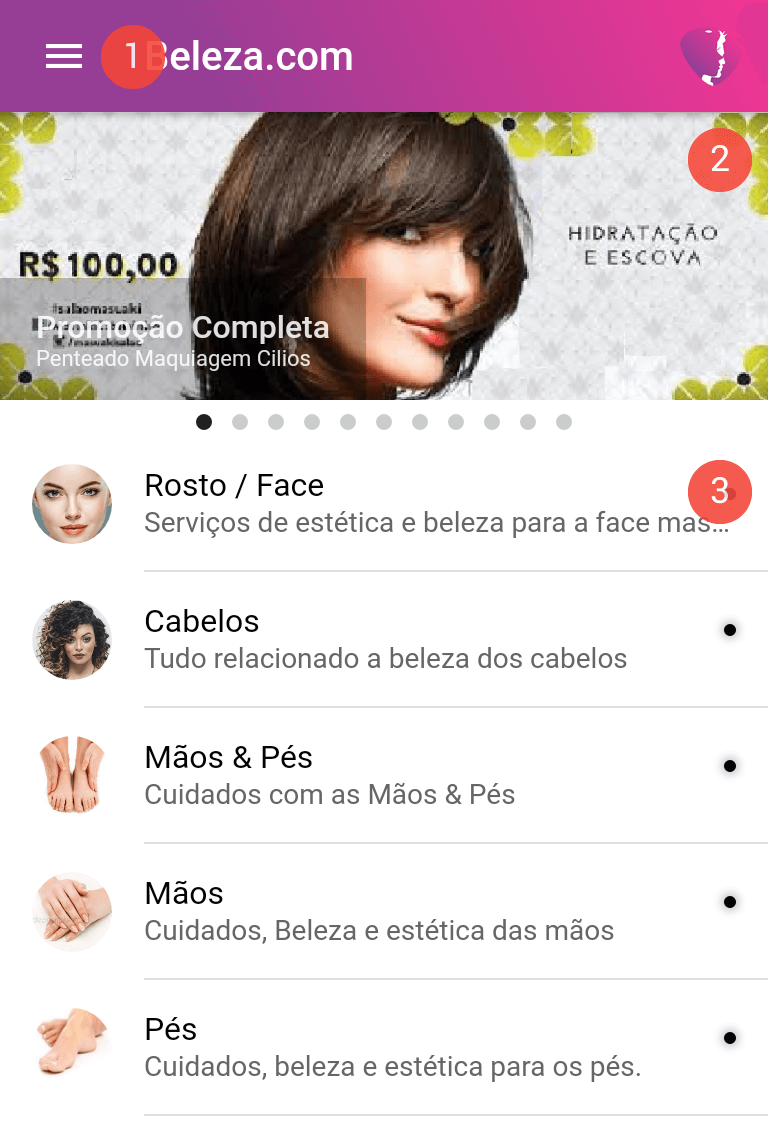 1
Beleza.com
2
HIDRATAÇÃO
E ESCOVA
R$ 100,00
Promoção Completa
Penteado Maquiagem Cilios
Rosto / Face
3
Serviços de estética e beleza para a face mas…
Cabelos
Tudo relacionado a beleza dos cabelos
Mãos & Pés
Cuidados com as Mãos & Pés
Mãos
Cuidados, Beleza e estética das mãos
Pés
Cuidados, beleza e estética para os pés.